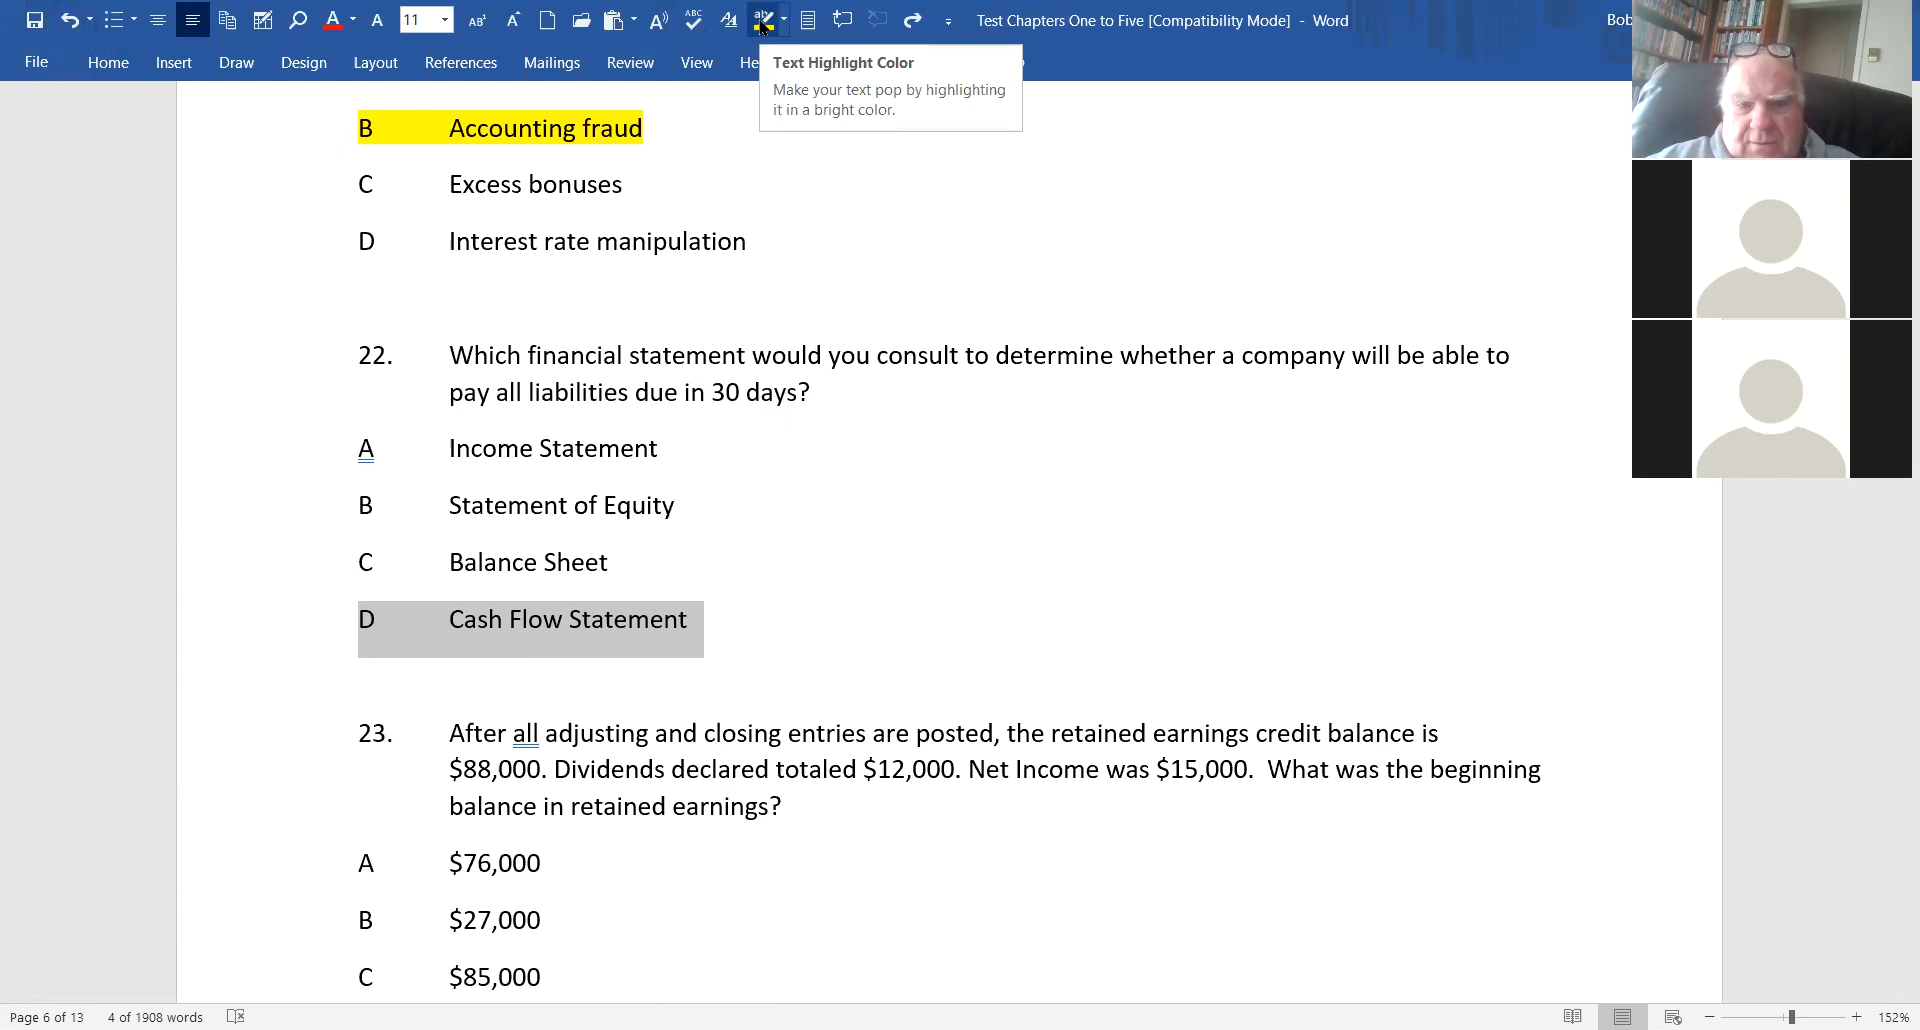 11
ABC
Test Chapters One to Five [Compatibility Mode] - Word
Bob
File Home Insert Draw Design Layout References Mailings Review View He
Text Highlight Color
Make your text pop by highlighting
it in a bright color.
B Accounting fraud
C Excess bonuses
D Interest rate manipulation
22. Which financial statement would you consult to determine whether a company will be able to
pay all liabilities due in 30 days?
A Income Statement
B Statement of Equity
C Balance Sheet
D Cash Flow Statement
23. After all adjusting and closing entries are posted, the retained earnings credit balance is
$88,000. Dividends declared totaled $12,000. Net Income was $15,000.  What was the beginning
balance in retained earnings?
A $76,000
B $27,000
C $85,000
Page 6 of 13 4 of 1908 words 152%